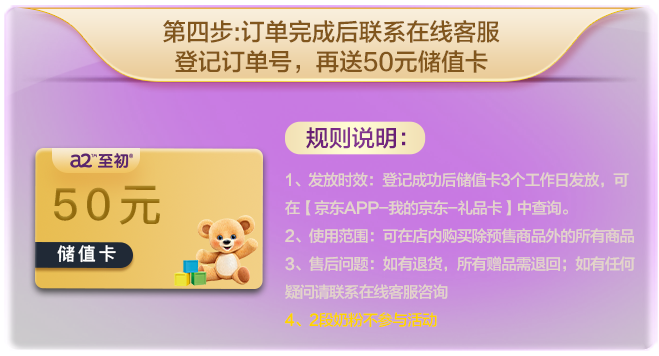 第四步:订单完成后联系在线客服
登记订单号，再送50元储值卡
规则说明：
a2™至初®
50元
储值卡
1、发放时效：登记成功后储值卡3个工作日发放，可
在【京东APP-我的京东-礼品卡】中查询。
2、使用范围：可在店内购买除预售商品外的所有商品
3、售后问题：如有退货，所有赠品需退回；如有任何
疑问请联系在线客服咨询
4、2段奶粉不参与活动